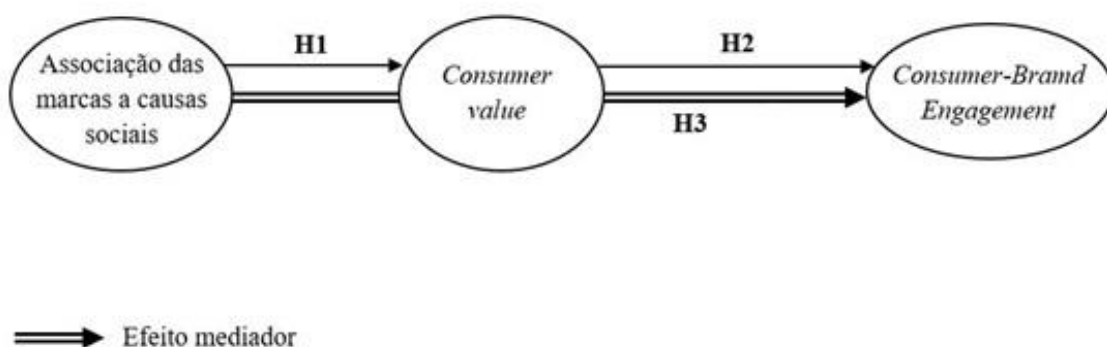 H1
H2
Associação das
marcas a causas
sociais
Consumer
value
Consumer-Bramd
Engagement
H3
Efeito mediador